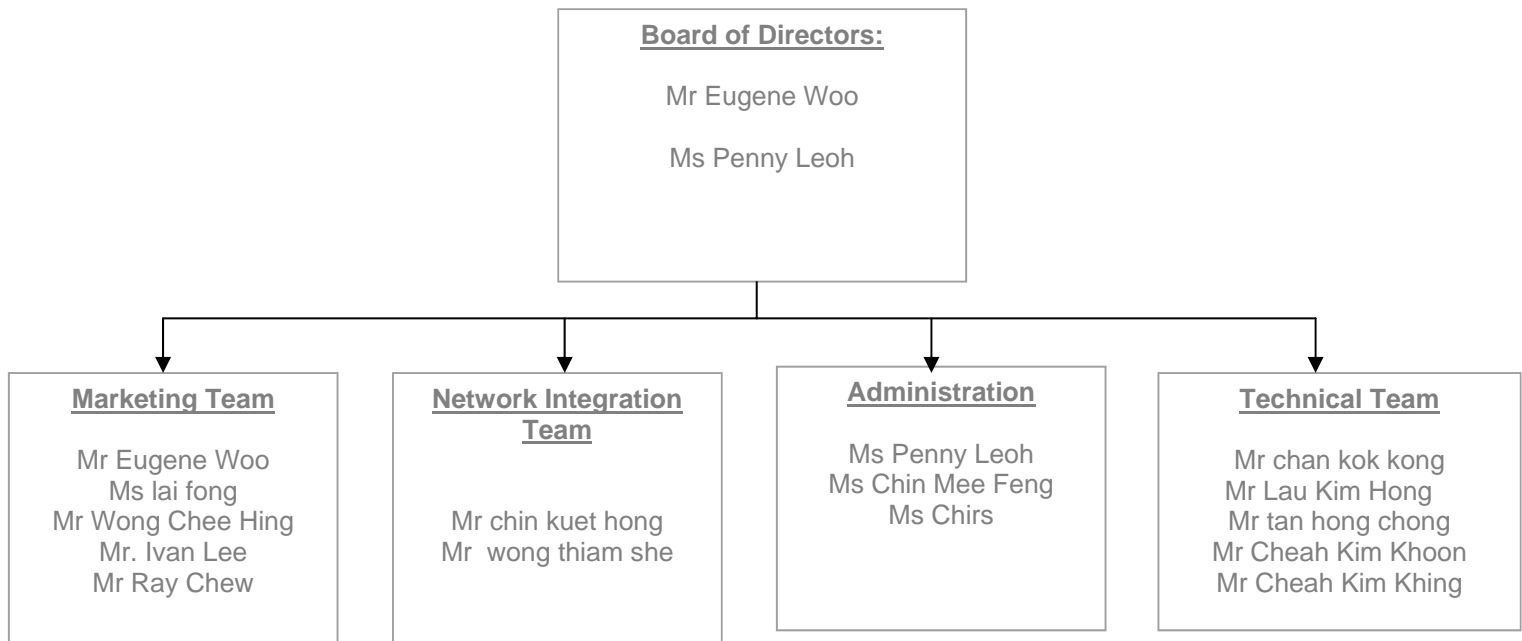 Board of Directors:
Mr Eugene Woo
Ms Penny Leoh
Marketing Team
Mr Eugene Woo
Ms lai fong
Mr Wong Chee Hing
Mr. Ivan Lee
Mr Ray Chew
Network Integration
Team
Mr chin kuet hong
Mr  wong thiam she
Administration
Ms Penny Leoh
Ms Chin Mee Feng
Ms Chirs
Technical Team
Mr chan kok kong
Mr Lau Kim Hong
Mr tan hong chong
Mr Cheah Kim Khoon
Mr Cheah Kim Khing